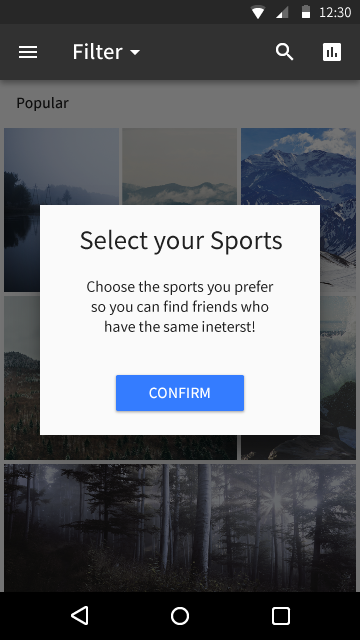 12:30
Filter
Popular
Select your Sports
Choose the sports you prefer
so you can find friends who
have the same ineterst!
CONFIRM